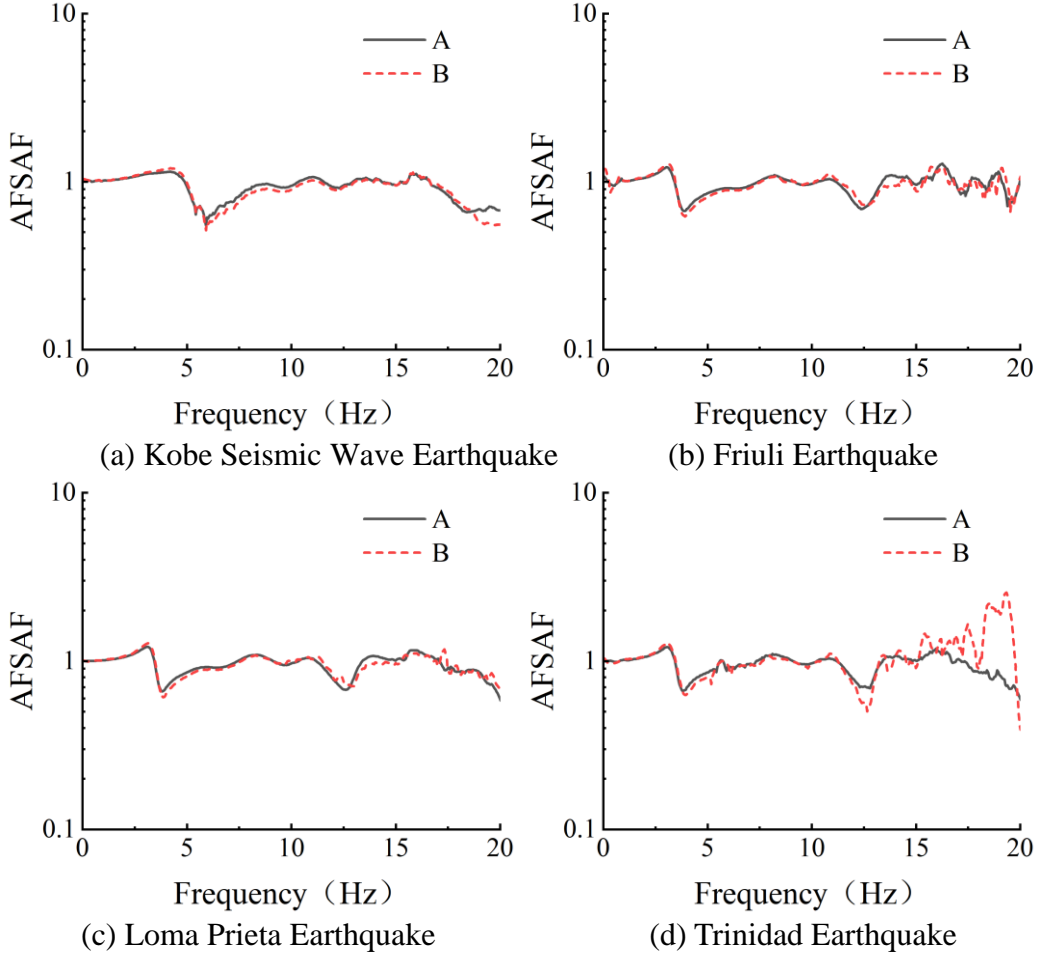 10
A
B
1
AFSAF
0.1
0 5 10 15 20
Frequency（Hz）
(a) Kobe Seismic Wave Earthquake
10
A
B
1
AFSAF
0.1
0 5 10 15 20
Frequency（Hz）
(b) Friuli Earthquake
10
A
B
1
AFSAF
0.1
0 5 10 15 20
Frequency（Hz）
(c) Loma Prieta Earthquake
10
A
B
1
AFSAF
0.1
0 5 10 15 20
Frequency（Hz）
(d) Trinidad Earthquake